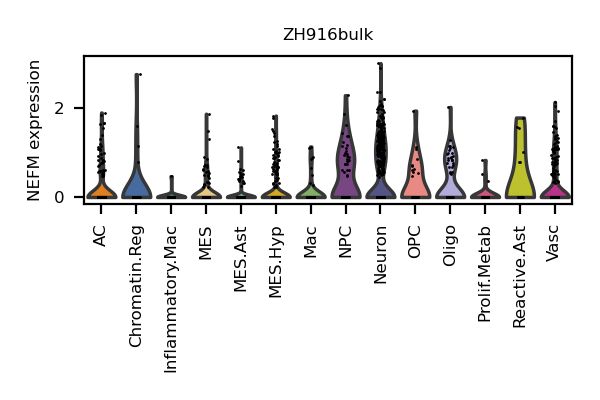 ZH916bulk
NEFM expression
2
0
AC
Chromatin.Reg
Inflammatory.Mac
MES
MES.Ast
MES.Hyp
Mac
NPC
Neuron
OPC
Oligo
Prolif.Metab
Reactive.Ast
Vasc